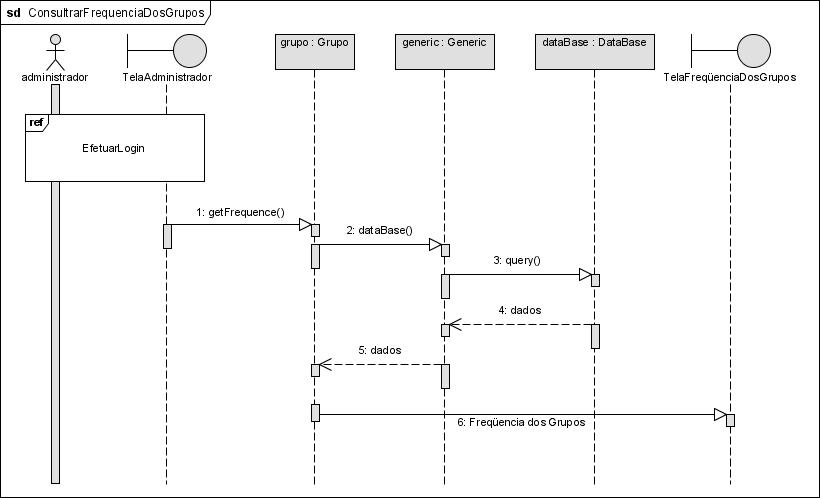 sd ConsultrarFrequenciaDosGrupos
administrador
TelaAdministrador
grupo : Grupo
generic : Generic
dataBase : DataBase
TelaFreqüenciaDosGrupos
ref
EfetuarLogin
1: getFrequence()
2: dataBase()
3: query()
4: dados
5: dados
6: Freqüencia dos Grupos